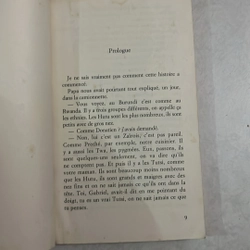 Prologue
Je ne sais vraiment pas comment cette histoire a
commencé.
Papa nous avait pourtant tout expliqué, un jour, dans
la camionnette.
— Vous voyez, au Burundi c'est comme au
Rwanda. Il y a trois groupes différents, on appelle ça
les ethnies. Les Hutu sont les plus nombreux, ils sont
petits avec de gros nez.
— Comme Donatien ? j'avais demandé.
— Non, lui c'est un Zaïrois, c'est pas pareil.
Comme Prothé, par exemple, notre cuisinier. Il
y a aussi les Twa, les pygmées. Eux, passons, ils
sont quelques-uns seulement, on va dire qu'ils
ne comptent pas. Et puis il y a les Tutsi, comme
votre maman. Ils sont beaucoup moins nombreux
que les Hutu, ils sont grands et maigres avec des
nez fins et on ne sait jamais ce qu'ils ont dans la
tête. Toi, Gabriel, avait-il dit en me pointant du
doigt, tu es un vrai Tutsi, on ne sait jamais ce que
tu penses.
9